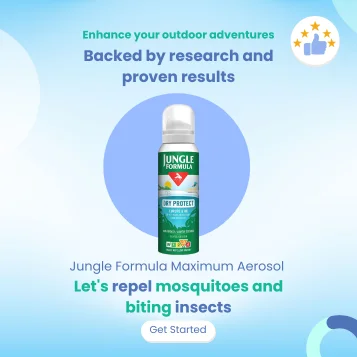 Enhance your outdoor adventures
Backed by research and
proven results
JUNGLE
FORMULA
DRY PROTECT
Jungle Formula Maximum Aerosol
Let's repel mosquitoes and
biting insects
Get Started